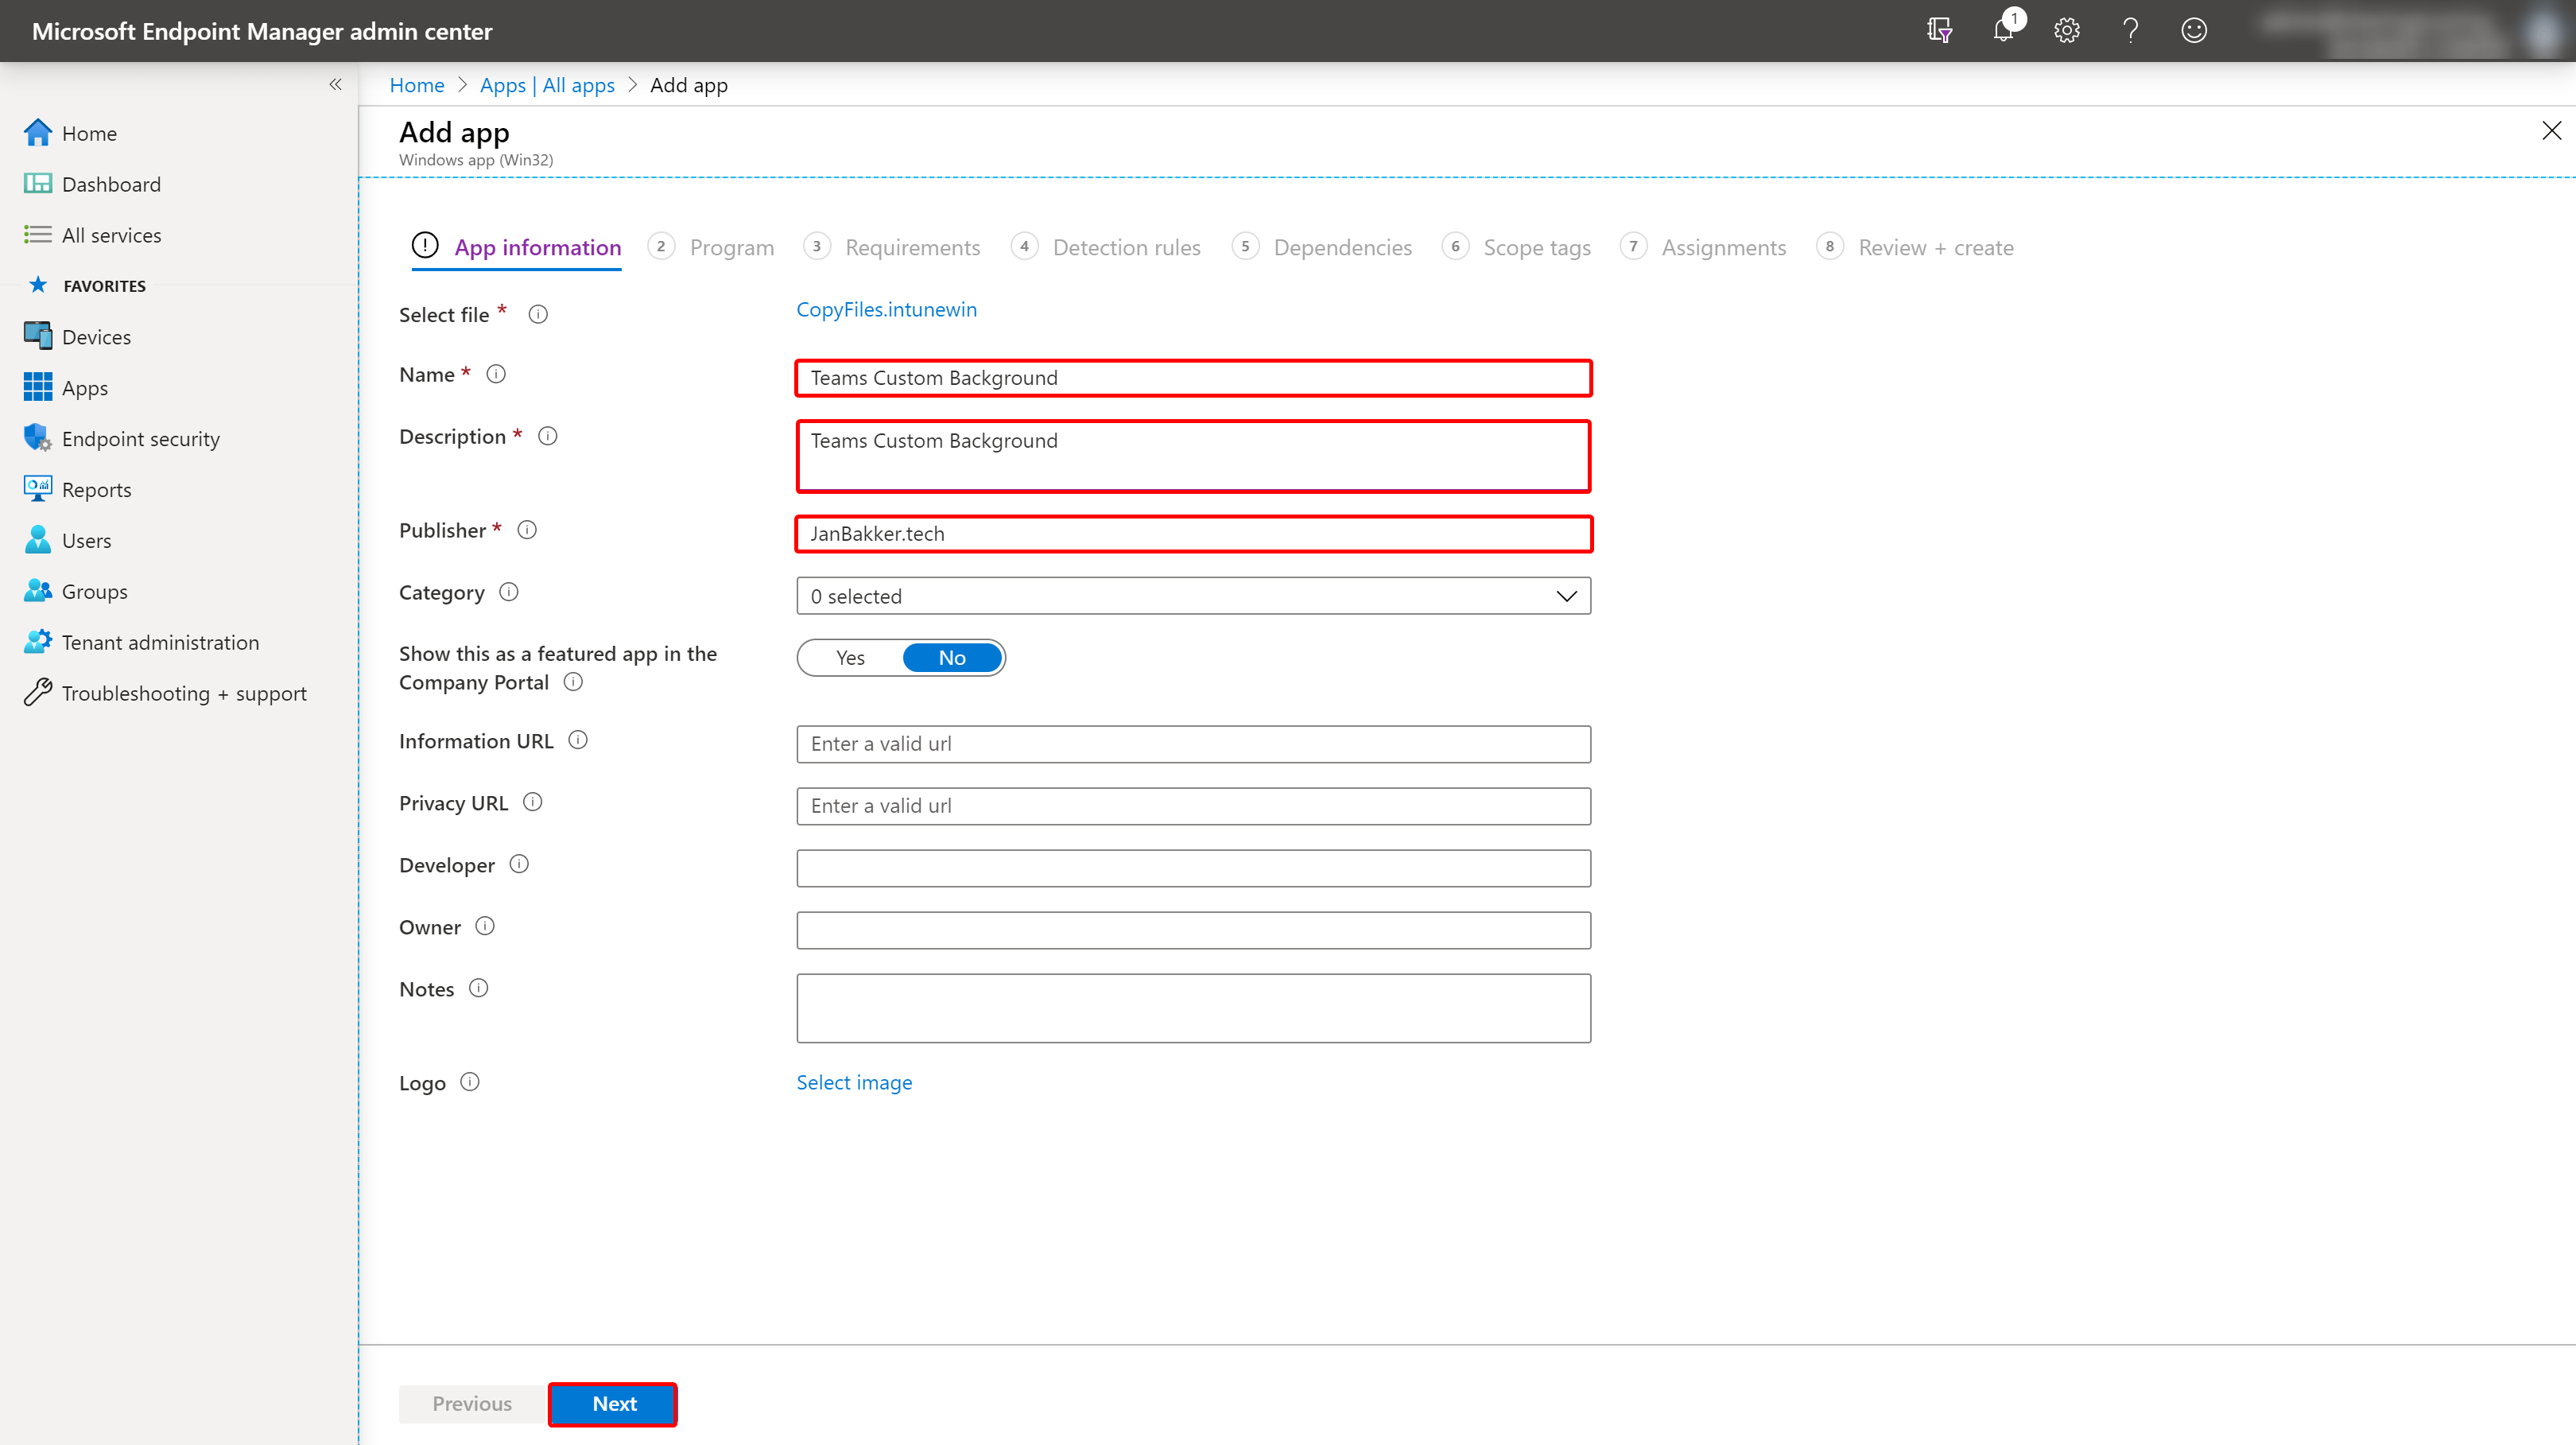 Microsoft Endpoint Manager admin center
1
Home > Apps | All apps > Add app
Home
Dashboard
All services
FAVORITES
Devices
Apps
Endpoint security
Reports
Users
Groups
Tenant administration
Troubleshooting + support
Add app
Windows app (Win32)
App information 2 Program 3 Requirements 4 Detection rules 5 Dependencies 6 Scope tags 7 Assignments 8 Review + create
Select file * CopyFiles.intunewin
Name * Teams Custom Background
Description * Teams Custom Background
Publisher * JanBakker.tech
Category 0 selected
Show this as a featured app in the
Company Portal
Yes No
Information URL Enter a valid url
Privacy URL Enter a valid url
Developer
Owner
Notes
Logo Select image
Previous Next